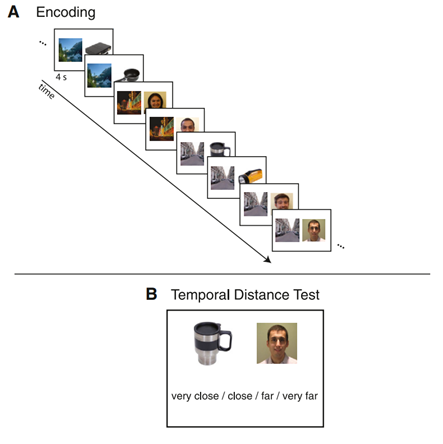 A Encoding
...
4 s
time
...
B Temporal Distance Test
very close / close / far / very far